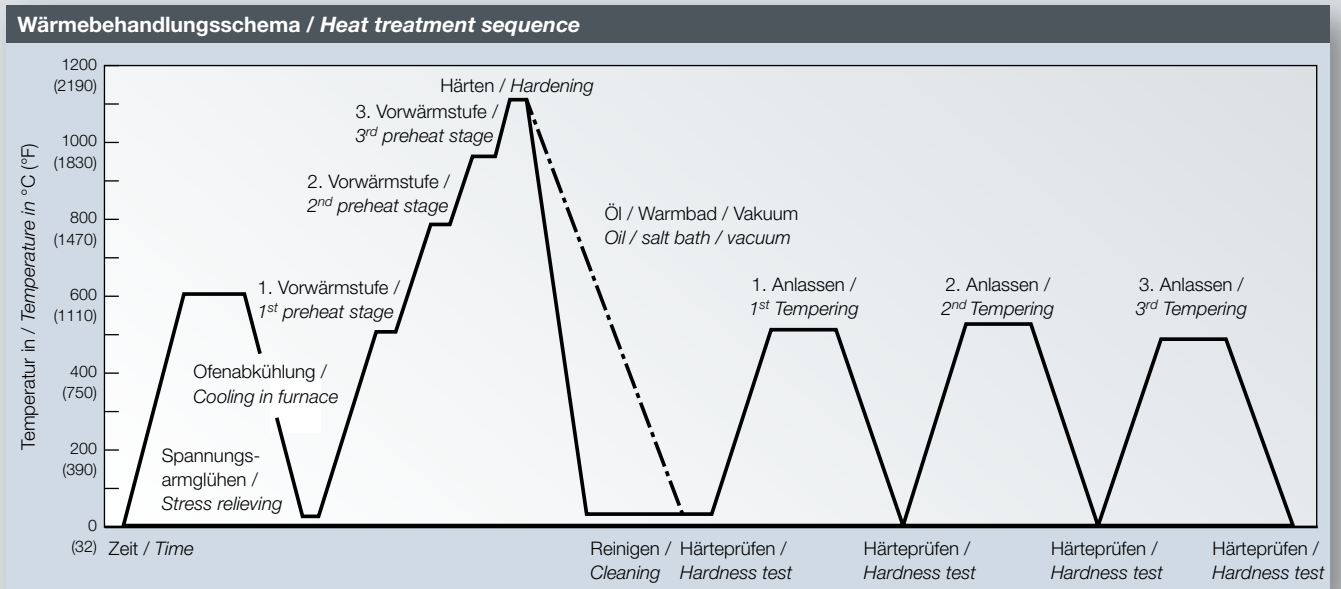 Wärmebehandlungsschema / Heat treatment sequence
Temperatur in / Temperature in °C (°F)
1200
(2190)
1000
(1830)
800
(1470)
600
(1110)
400
(750)
200
(390)
0
(32)
Härten / Hardening
3. Vorwärmstufe /
3rd preheat stage
2. Vorwärmstufe /
2nd preheat stage
1. Vorwärmstufe /
1st preheat stage
Öl / Warmbad / Vakuum
Oil / salt bath / vacuum
1. Anlassen /
1st Tempering
2. Anlassen /
2nd Tempering
3. Anlassen /
3rd Tempering
Ofenabkühlung /
Cooling in furnace
Spannungs-
armglühen /
Stress relieving
Zeit / Time
Reinigen /
Cleaning
Härteprüfen /
Hardness test
Härteprüfen /
Hardness test
Härteprüfen /
Hardness test
Härteprüfen /
Hardness test